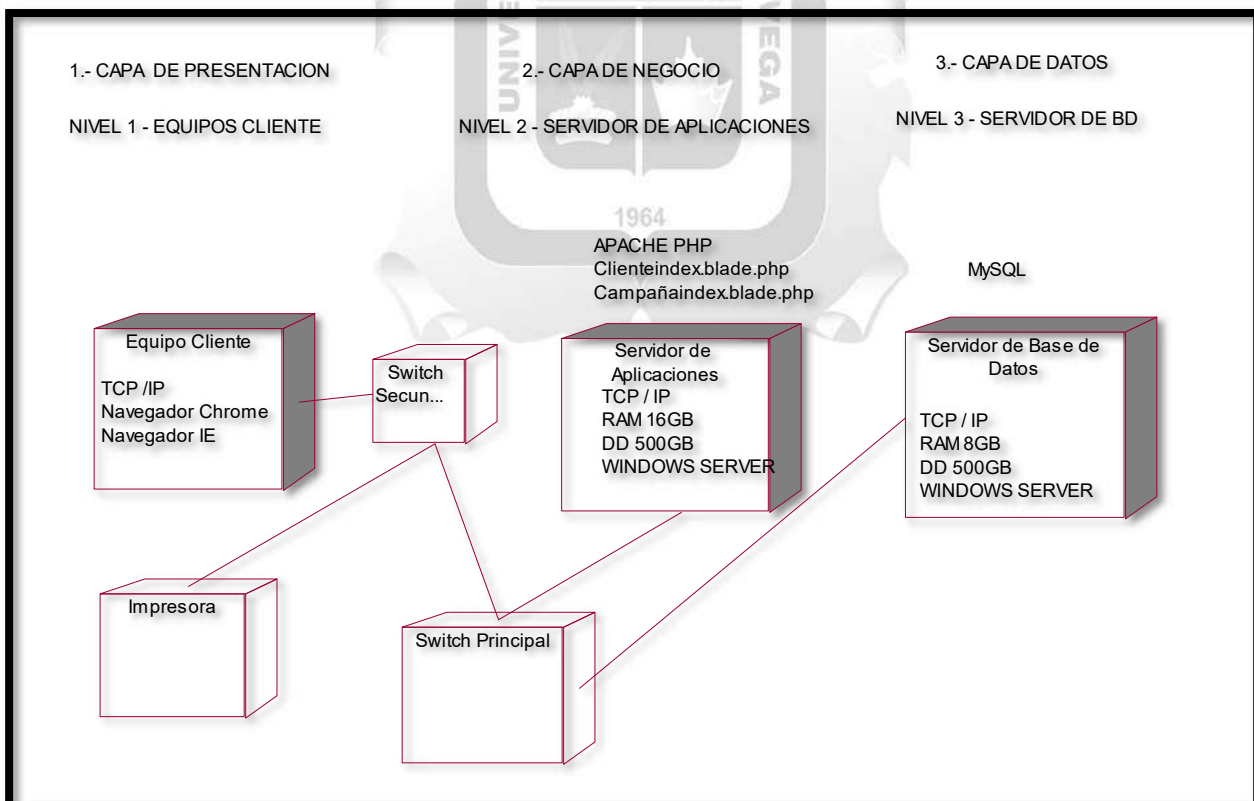 1.- CAPA DE PRESENTACION
2.- CAPA DE NEGOCIO
3.- CAPA DE DATOS
NIVEL 1 - EQUIPOS CLIENTE
NIVEL 2 - SERVIDOR DE APLICACIONES
NIVEL 3 - SERVIDOR DE BD
UNIVE
VEGA
1964
APACHE PHP
Clienteindex.blade.php
Campañaindex.blade.php
MySQL
Equipo Cliente
TCP /IP
Navegador Chrome
Navegador IE
Switch
Secun...
Servidor de
Aplicaciones
TCP / IP
RAM 16GB
DD 500GB
WINDOWS SERVER
Servidor de Base de
Datos
TCP / IP
RAM 8GB
DD 500GB
WINDOWS SERVER
Impresora
Switch Principal